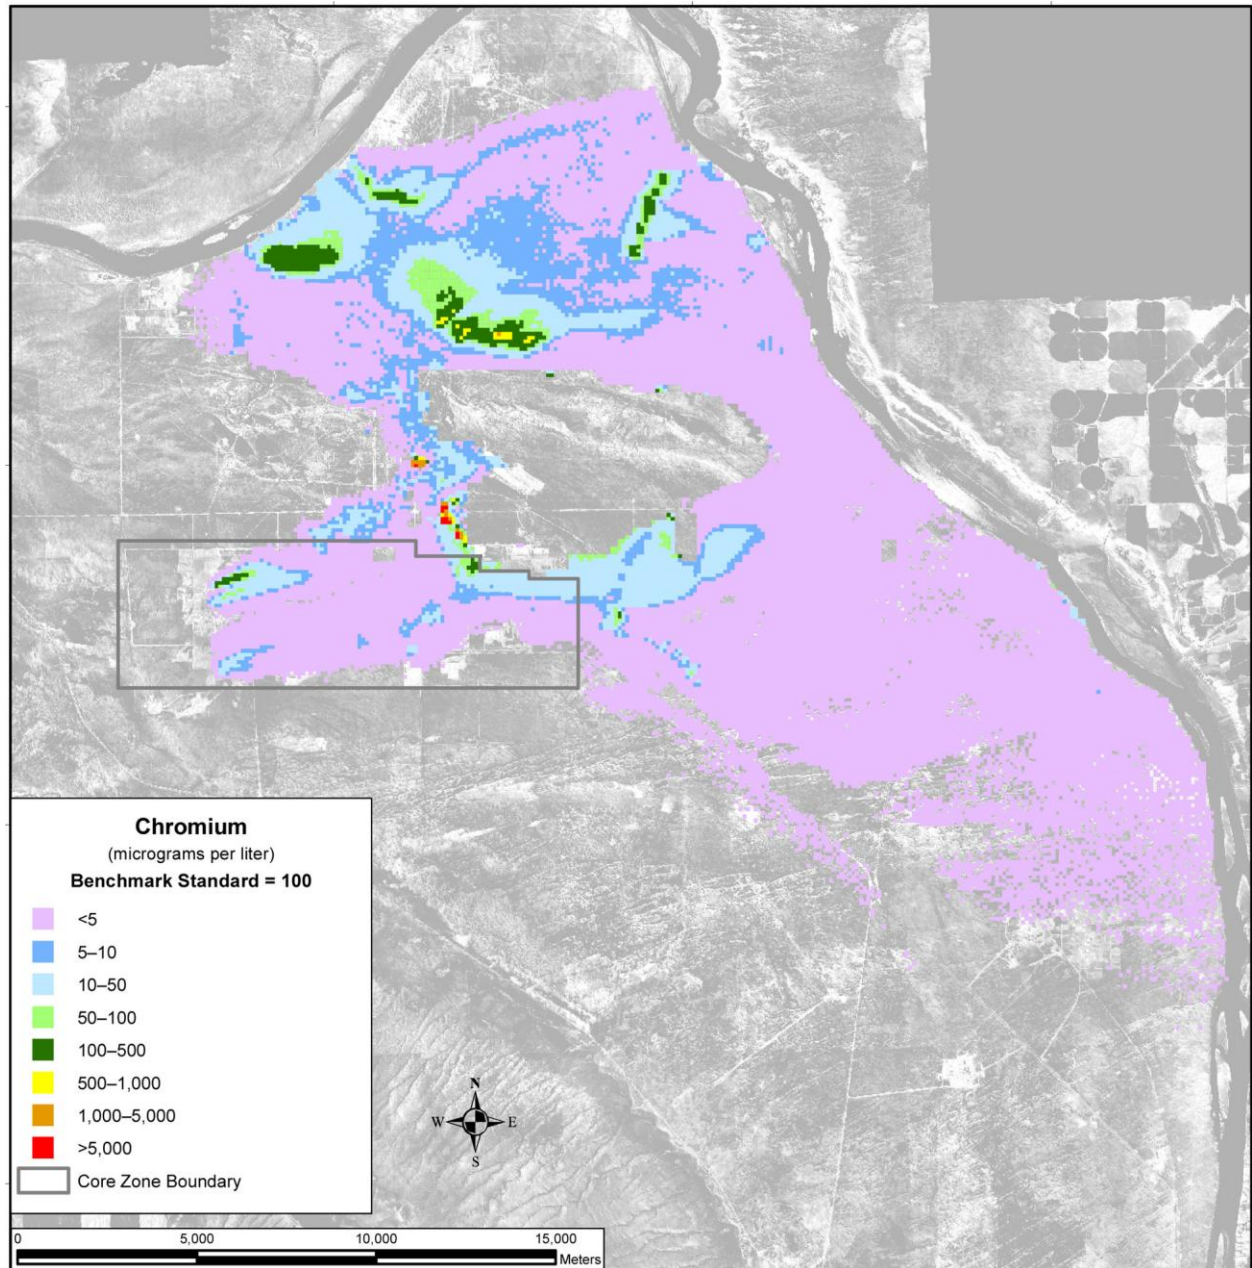 Chromium
(micrograms per liter)
Benchmark Standard = 100
<5
5–10
10–50
50–100
100–500
500–1,000
1,000–5,000
>5,000
Core Zone Boundary
N
W E
S
0 5,000 10,000 15,000
Meters